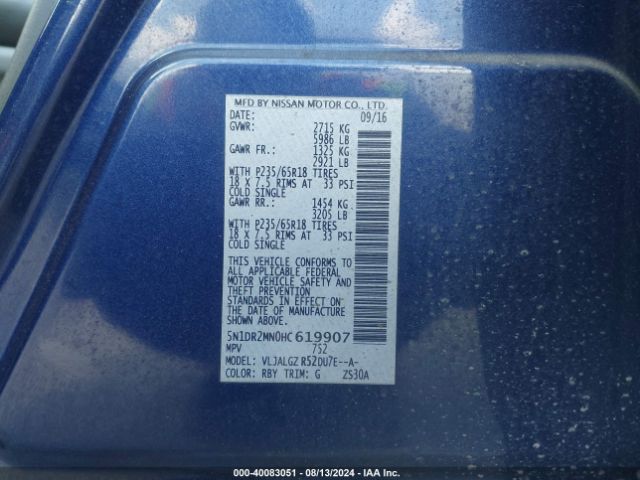 MFD BY NISSAN MOTOR CO., LTD.
DATE: 09/16
GVWR: 2715 KG
5986 LB
GAWR FR.: 1325 KG
2921 LB
WITH P235/65R18 TIRES
18 X 7.5 RIMS AT 33 PSI
COLD SINGLE
GAWR RR.: 1454 KG
3205 LB
WITH P235/65R18 TIRES
18 X 7.5 RIMS AT 33 PSI
COLD SINGLE
THIS VEHICLE CONFORMS TO
ALL APPLICABLE FEDERAL
MOTOR VEHICLE SAFETY AND
THEFT PREVENTION
STANDARDS IN EFFECT ON
THE DATE OF MANUFACTURE
SHOWN ABOVE.
5N1DR2MN0HC 619907
MPV 752
MODEL: VLJALGZ R52DU7E--A-
COLOR: RBY TRIM: G ZS30A
000-40083051 - 08/13/2024 - IAA Inc.